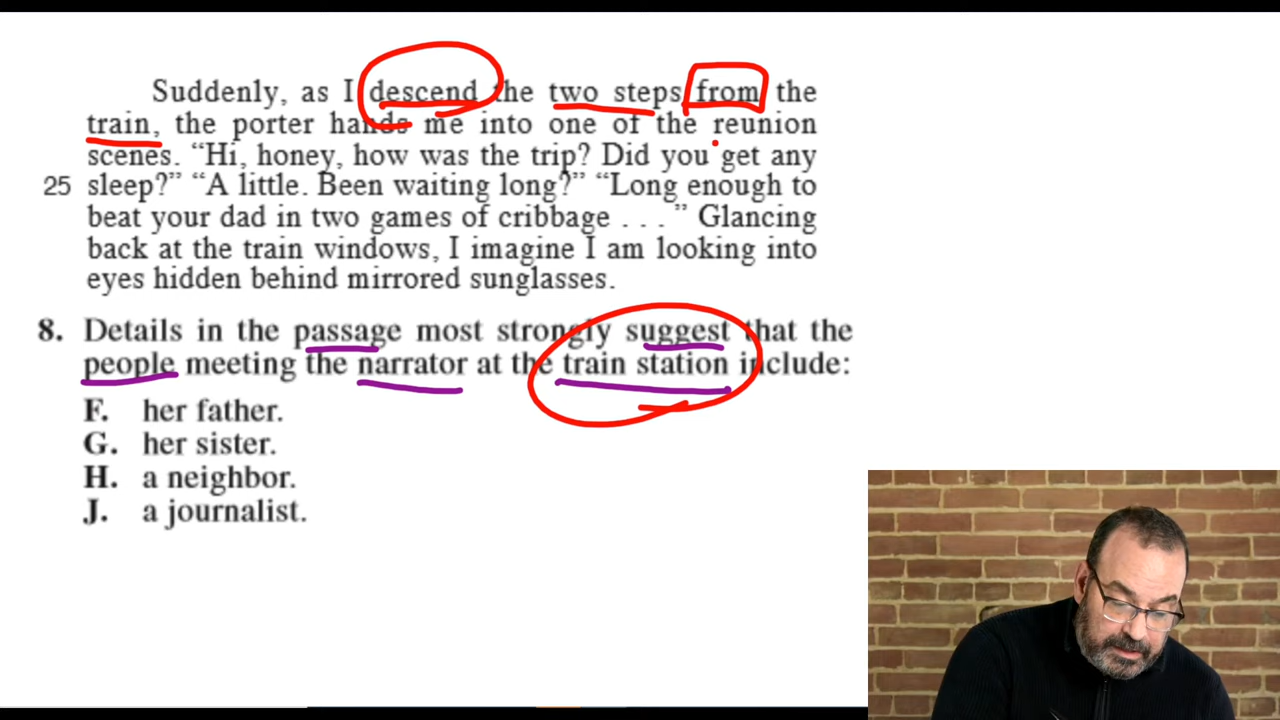 Suddenly, as I descend the two steps from the
train, the porter hands me into one of the reunion
scenes. “Hi, honey, how was the trip? Did you get any
25 sleep?” “A little. Been waiting long?” “Long enough to
beat your dad in two games of cribbage . . .” Glancing
back at the train windows, I imagine I am looking into
eyes hidden behind mirrored sunglasses.
8. Details in the passage most strongly suggest that the
people meeting the narrator at the train station include:
F. her father.
G. her sister.
H. a neighbor.
J. a journalist.